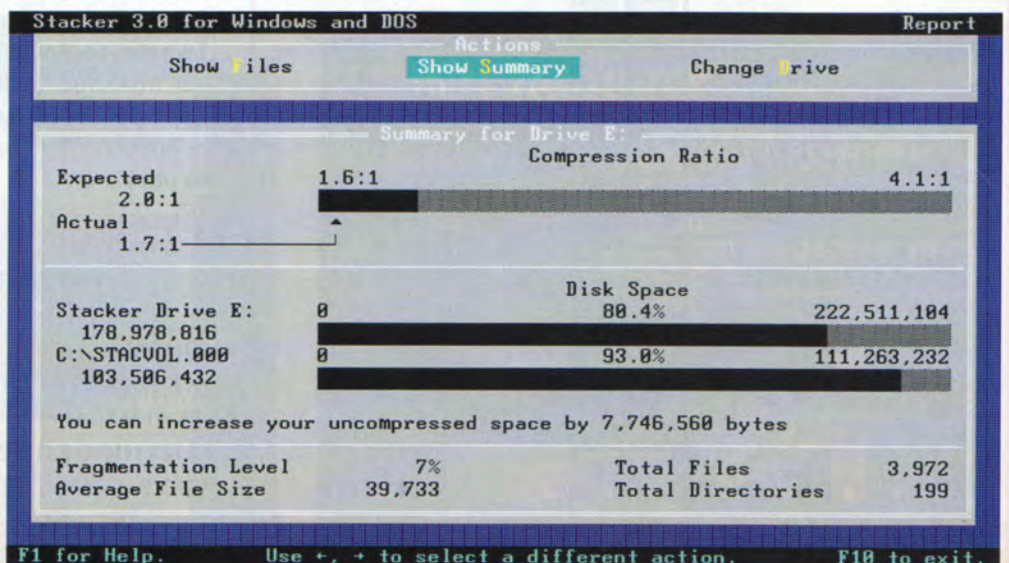 Stacker 3.0 for Windows and DOS Report
Actions
Show Files Show Summary Change Drive
Summary for Drive E:
Compression Ratio
Expected 1.6:1 4.1:1
2.0:1
Actual
1.7:1
Disk Space
Stacker Drive E: 0 80.4% 222,511,104
178,978,816
C:\STACVOL.000 0 93.0% 111,263,232
103,506,432
You can increase your uncompressed space by 7,746,560 bytes
Fragmentation Level 7% Total Files 3,972
Average File Size 39,733 Total Directories 199
F1 for Help. Use ←, → to select a different action. F10 to exit.